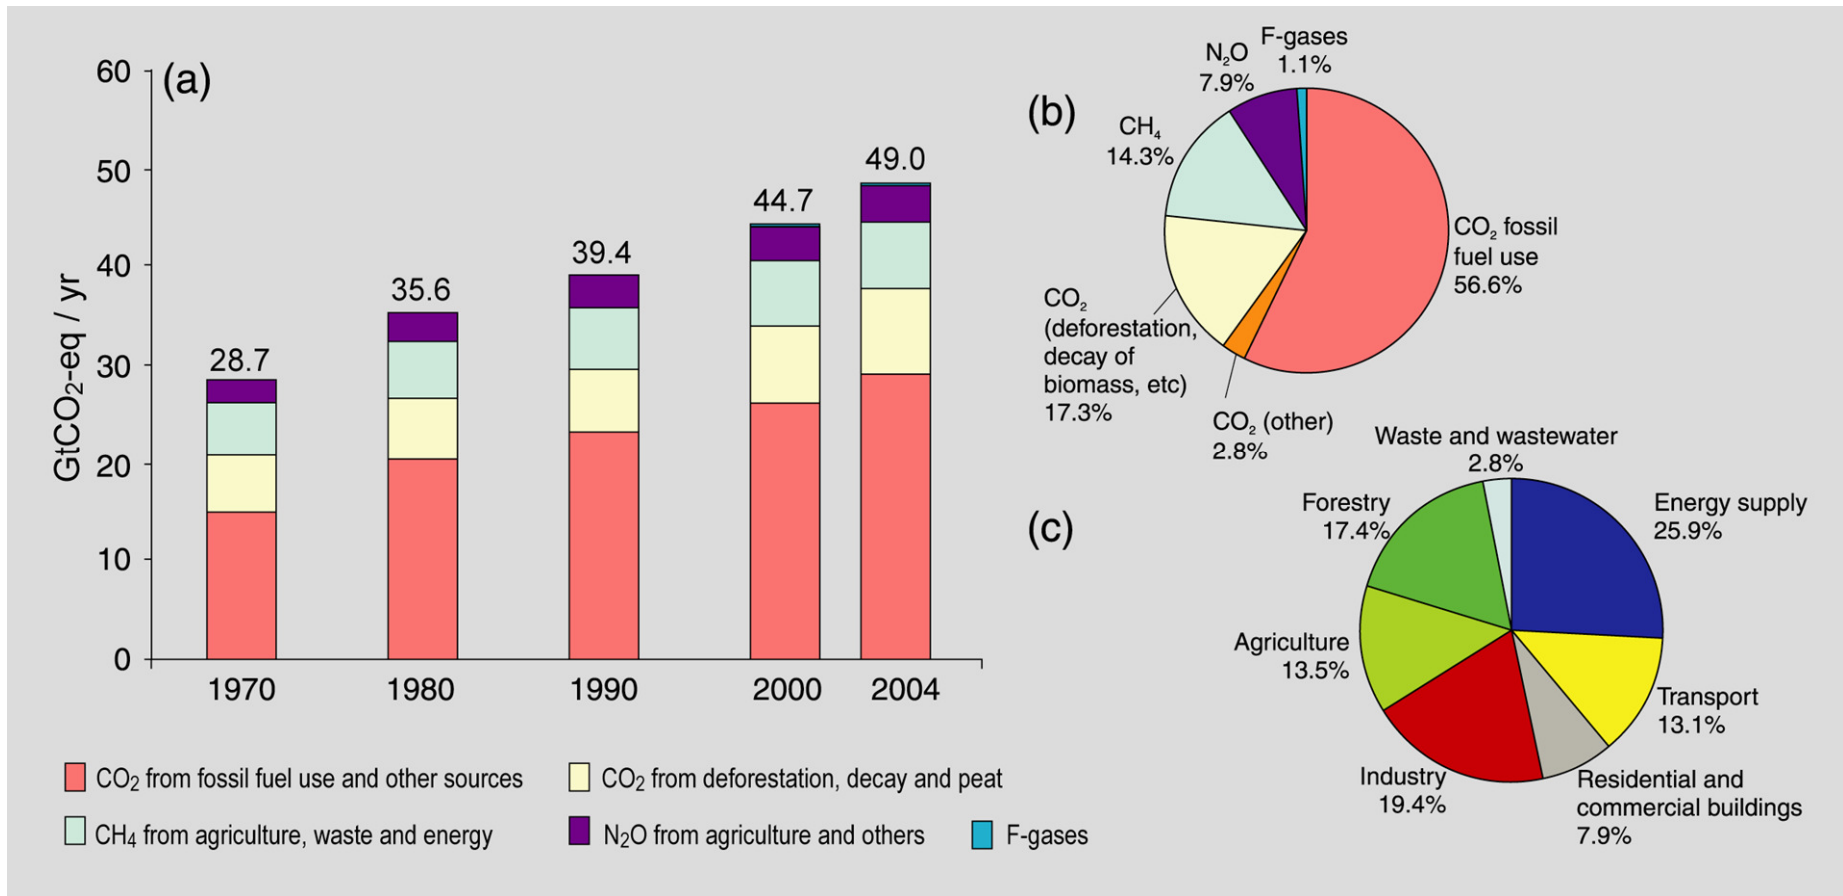 (a)
60
50
40
30
20
10
0
GtCO₂-eq / yr
28.7
35.6
39.4
44.7
49.0
1970
1980
1990
2000
2004
CO₂ from fossil fuel use and other sources
CO₂ from deforestation, decay and peat
CH₄ from agriculture, waste and energy
N₂O from agriculture and others
F-gases
(b)
F-gases
1.1%
N₂O
7.9%
CH₄
14.3%
CO₂ fossil
fuel use
56.6%
CO₂
(deforestation,
decay of
biomass, etc)
17.3%
CO₂ (other)
2.8%
(c)
Waste and wastewater
2.8%
Forestry
17.4%
Energy supply
25.9%
Agriculture
13.5%
Transport
13.1%
Industry
19.4%
Residential and
commercial buildings
7.9%